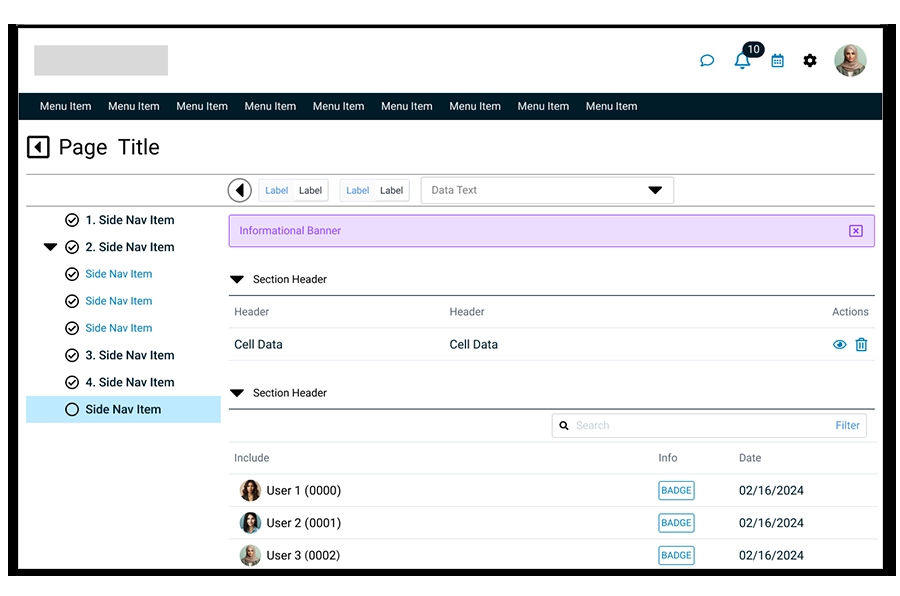 10
Menu Item Menu Item Menu Item Menu Item Menu Item Menu Item Menu Item Menu Item Menu Item
Page Title
Label Label Label Label Data Text
1. Side Nav Item
2. Side Nav Item
Side Nav Item
Side Nav Item
Side Nav Item
3. Side Nav Item
4. Side Nav Item
Side Nav Item
Informational Banner
Section Header
Header Header Actions
Cell Data Cell Data
Section Header
Search Filter
Include Info Date
User 1 (0000) BADGE 02/16/2024
User 2 (0001) BADGE 02/16/2024
User 3 (0002) BADGE 02/16/2024